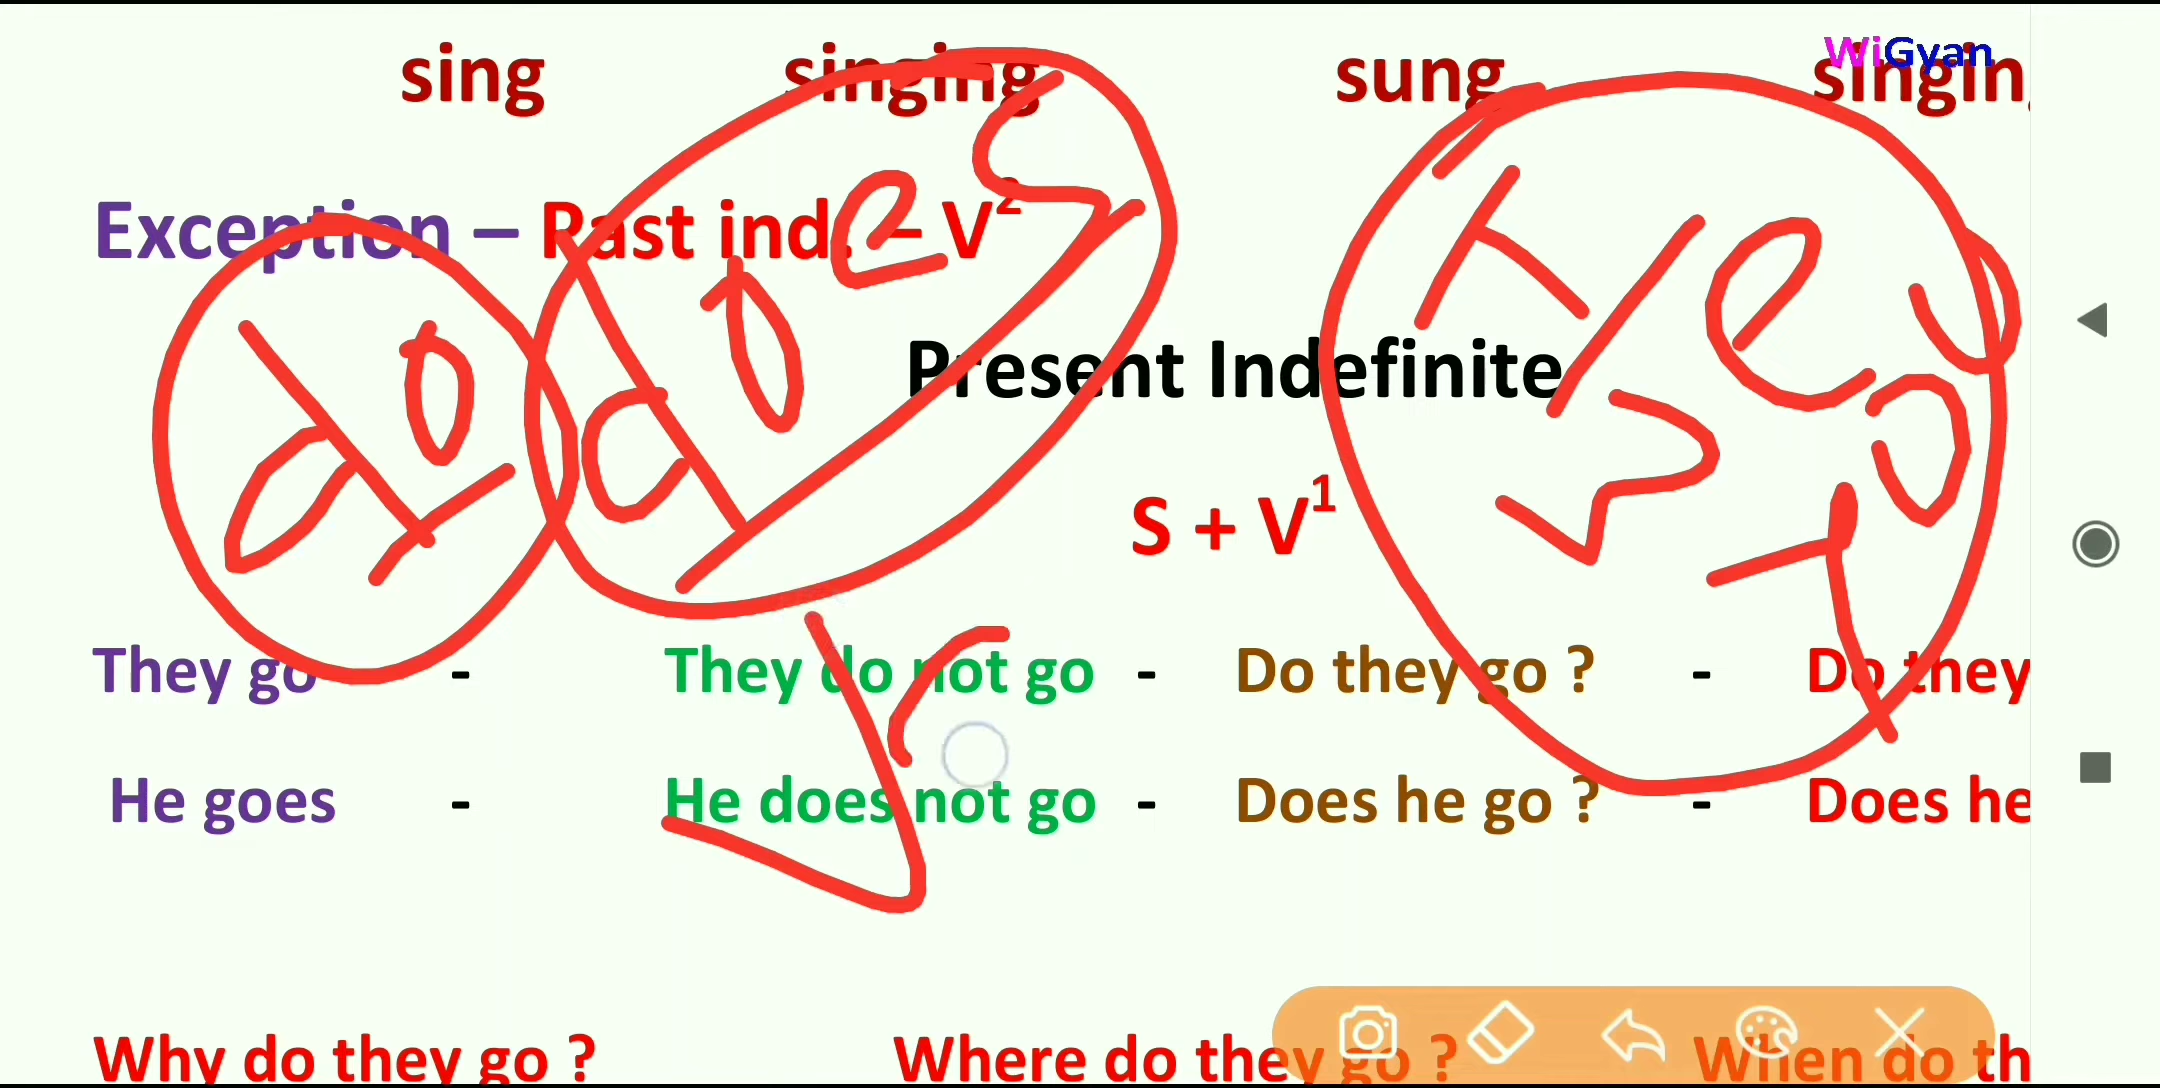 sing singing sung singing
WiGyan
Exception – Past ind. – V²
Present Indefinite
S + V¹
do does He
They go - They do not go - Do they go ? - Do they
He goes - He does not go - Does he go ? - Does he
Why do they go ? Where do they go ? When do th